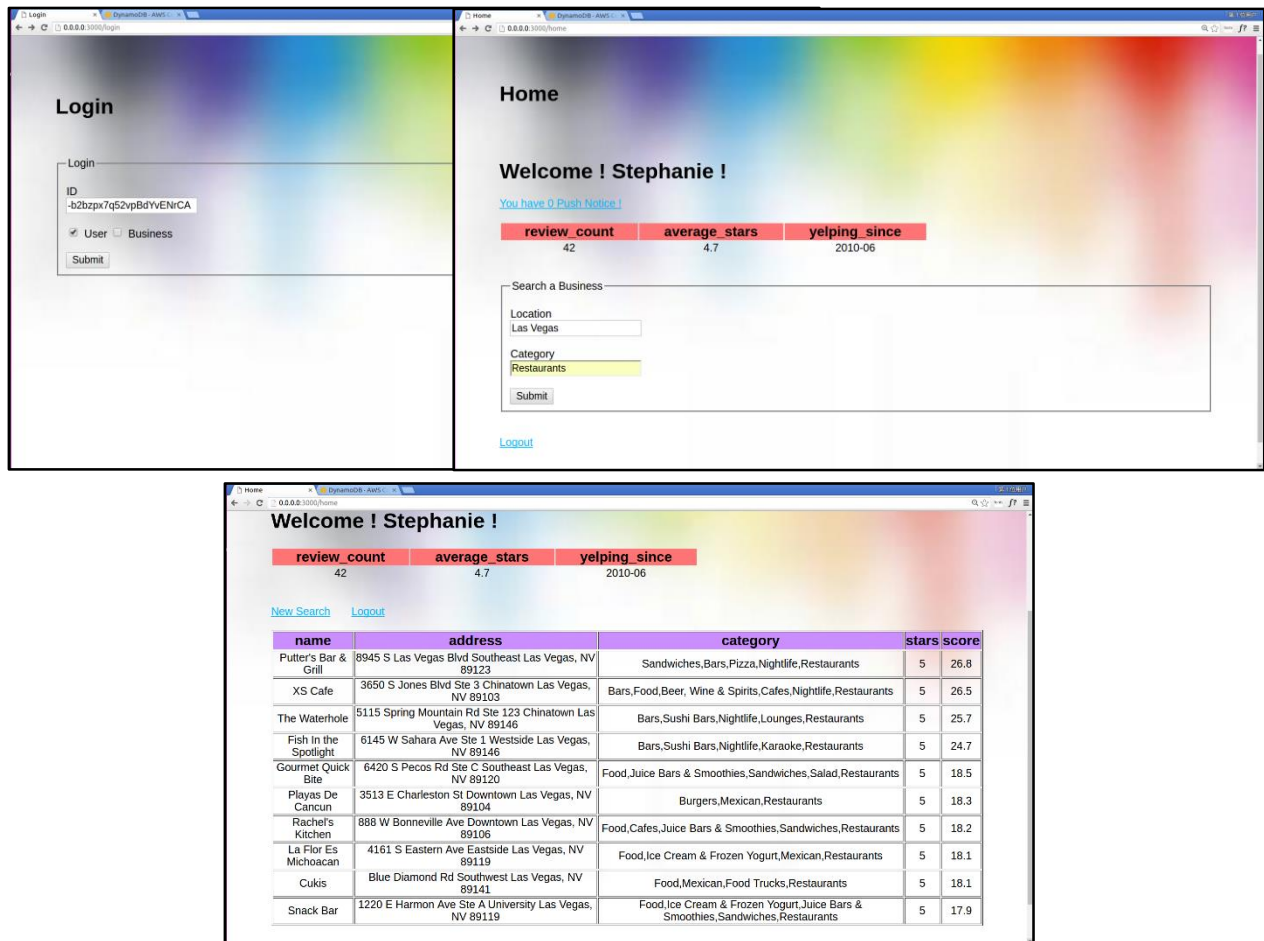 Login
DynamoDB - AWS C
0.0.0.0:3000/login
Login
Login
ID
-b2bzpx7q52vpBdYvENrCA
User Business
Submit
Home
DynamoDB - AWS C
0.0.0.0:3000/home
Home
Welcome ! Stephanie !
You have 0 Push Notice !
review_count average_stars yelping_since
42 4.7 2010-06
Search a Business
Location
Las Vegas
Category
Restaurants
Submit
Logout
Home
DynamoDB - AWS C
0.0.0.0:3000/home
Welcome ! Stephanie !
review_count average_stars yelping_since
42 4.7 2010-06
New Search Logout
name address category stars score
Putter's Bar &
Grill
8945 S Las Vegas Blvd Southeast Las Vegas, NV
89123
Sandwiches,Bars,Pizza,Nightlife,Restaurants
5 26.8
XS Cafe
3650 S Jones Blvd Ste 3 Chinatown Las Vegas,
NV 89103
Bars,Food,Beer, Wine & Spirits,Cafes,Nightlife,Restaurants
5 26.5
The Waterhole
5115 Spring Mountain Rd Ste 123 Chinatown Las
Vegas, NV 89146
Bars,Sushi Bars,Nightlife,Lounges,Restaurants
5 25.7
Fish In the
Spotlight
6145 W Sahara Ave Ste 1 Westside Las Vegas,
NV 89146
Bars,Sushi Bars,Nightlife,Karaoke,Restaurants
5 24.7
Gourmet Quick
Bite
6420 S Pecos Rd Ste C Southeast Las Vegas,
NV 89120
Food,Juice Bars & Smoothies,Sandwiches,Salad,Restaurants
5 18.5
Playas De
Cancun
3513 E Charleston St Downtown Las Vegas, NV
89104
Burgers,Mexican,Restaurants
5 18.3
Rachel's
Kitchen
888 W Bonneville Ave Downtown Las Vegas, NV
89106
Food,Cafes,Juice Bars & Smoothies,Sandwiches,Restaurants
5 18.2
La Flor Es
Michoacan
4161 S Eastern Ave Eastside Las Vegas, NV
89119
Food,Ice Cream & Frozen Yogurt,Mexican,Restaurants
5 18.1
Cukis
Blue Diamond Rd Southwest Las Vegas, NV
89141
Food,Mexican,Food Trucks,Restaurants
5 18.1
Snack Bar
1220 E Harmon Ave Ste A University Las Vegas,
NV 89119
Food,Ice Cream & Frozen Yogurt,Juice Bars &
Smoothies,Sandwiches,Restaurants
5 17.9